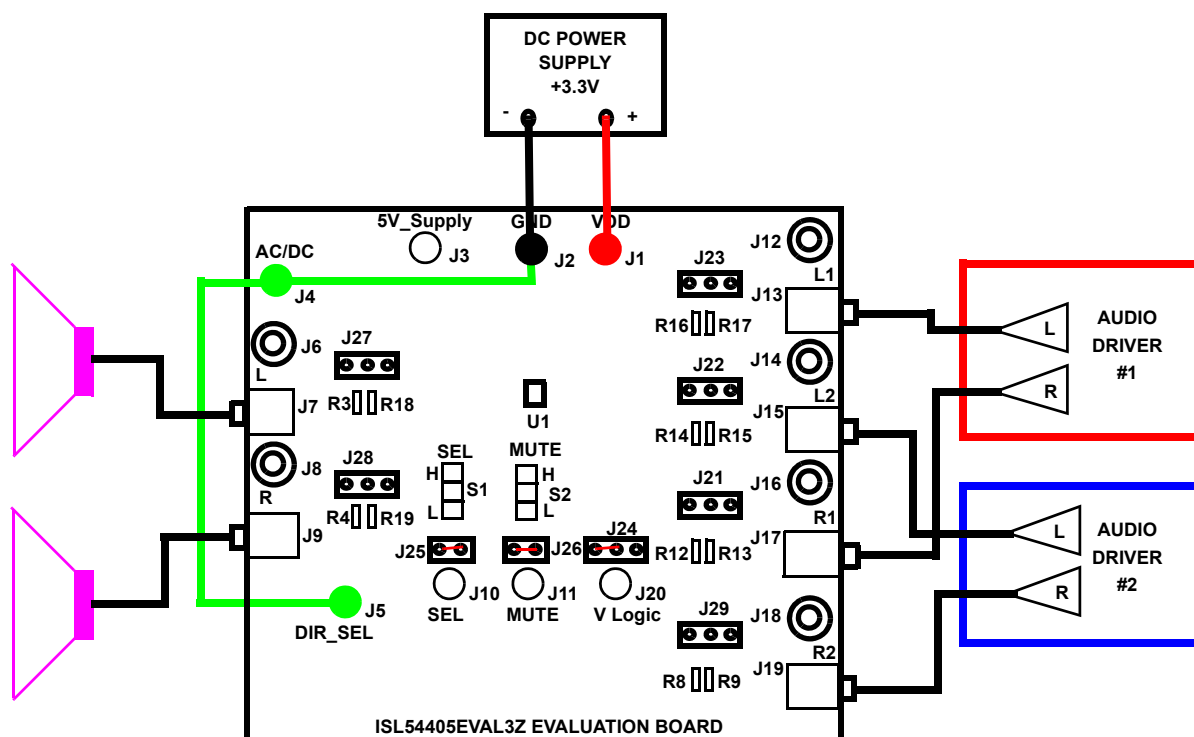 DC POWER
SUPPLY
+3.3V
- +
5V_Supply GND VDD
J3 J2 J1
AC/DC
J4
J12
L1
J23
J13
R16 R17
J6
L
J27
J14
L2
J22
J7
R3 R18
J15
R14 R15
U1
J8
R
J28
SEL
H
S1
L
MUTE
H
S2
L
J21
J16
R1
R4 R19
J9
J25 J26 J24
R12 R13
J17
J10
SEL
J11
MUTE
J20
V Logic
J5
DIR_SEL
J29
J18
R2
R8 R9
J19
ISL54405EVAL3Z EVALUATION BOARD
L
R
AUDIO
DRIVER
#1
L
R
AUDIO
DRIVER
#2